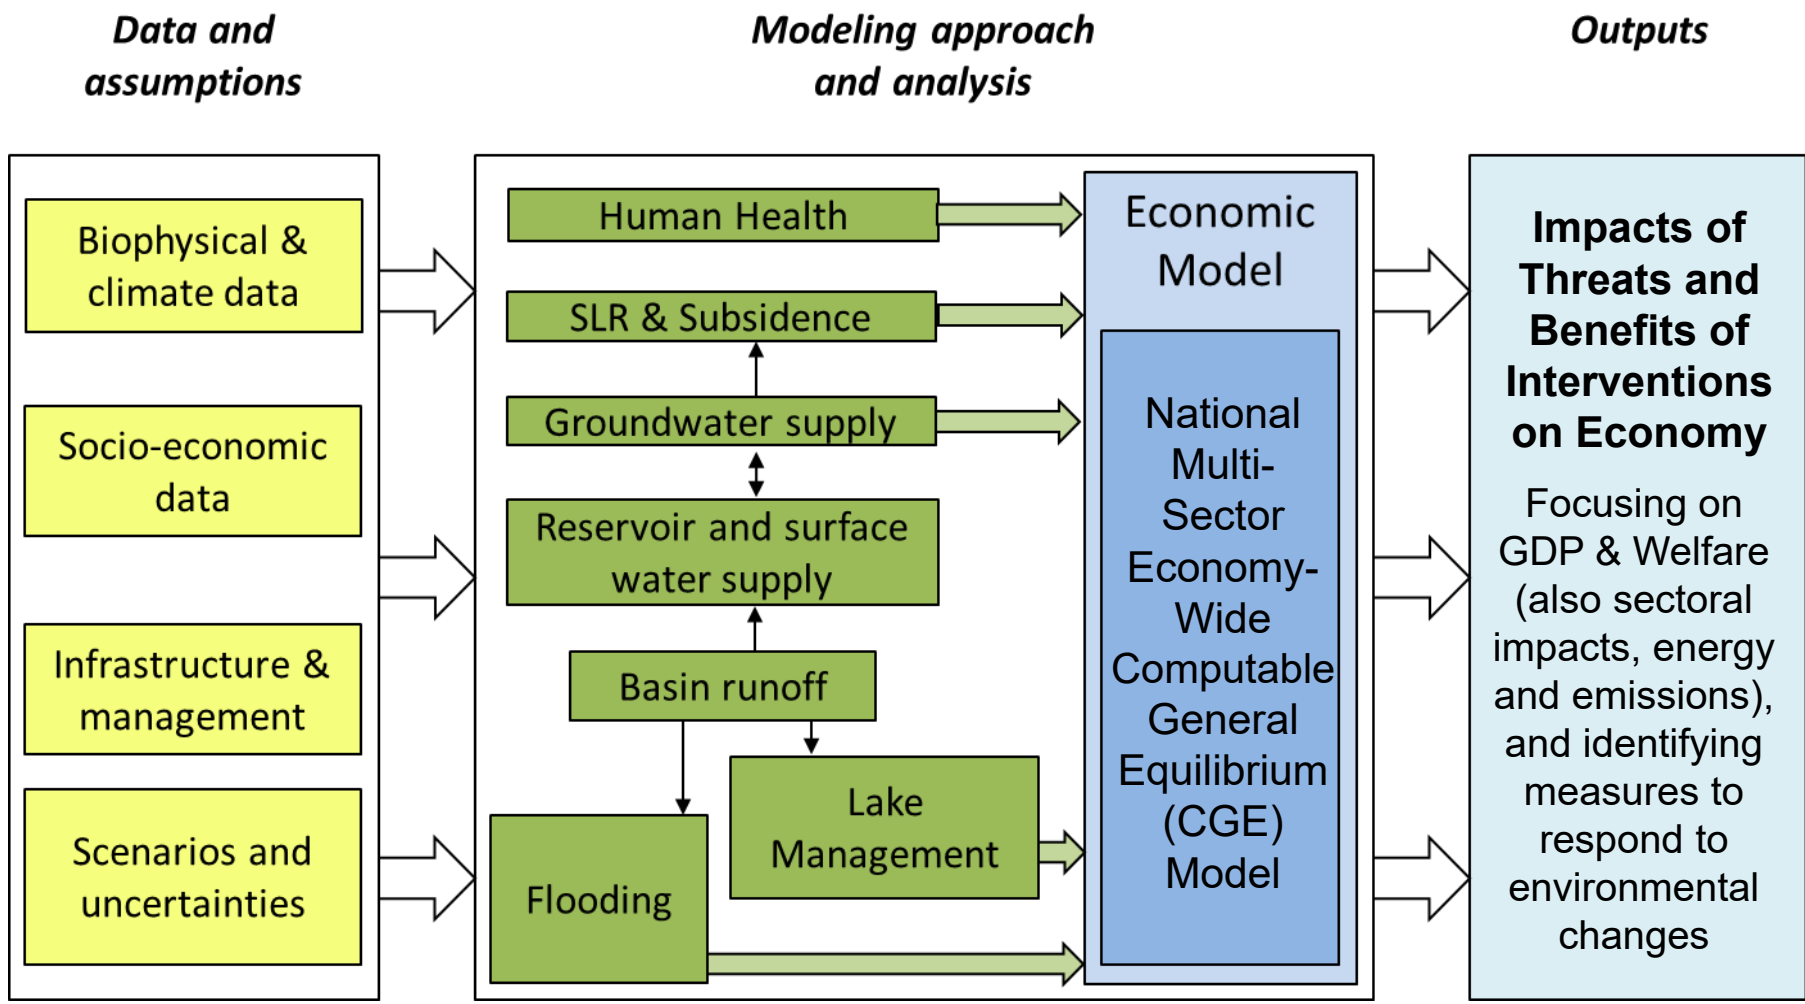 Data and
assumptions
Modeling approach
and analysis
Outputs
Biophysical &
climate data
Socio-economic
data
Infrastructure &
management
Scenarios and
uncertainties
Human Health
SLR & Subsidence
Groundwater supply
Reservoir and surface
water supply
Basin runoff
Lake
Management
Flooding
Economic
Model
National
Multi-
Sector
Economy-
Wide
Computable
General
Equilibrium
(CGE)
Model
Impacts of
Threats and
Benefits of
Interventions
on Economy
Focusing on
GDP & Welfare
(also sectoral
impacts, energy
and emissions),
and identifying
measures to
respond to
environmental
changes